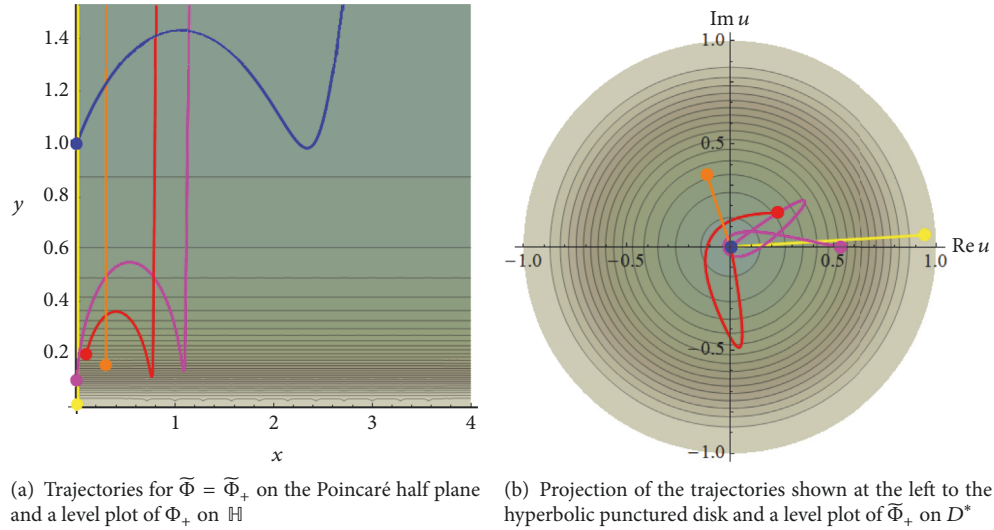 1.4
1.2
1.0
0.8
0.6
0.4
0.2
y
1
2
3
4
x
Im u
1.0
0.5
−1.0
−0.5
0.5
1.0
Re u
−0.5
−1.0
(a) Trajectories for Φ̃ = Φ̃₊ on the Poincaré half plane
and a level plot of Φ₊ on ℍ
(b) Projection of the trajectories shown at the left to the
hyperbolic punctured disk and a level plot of Φ̃₊ on D*